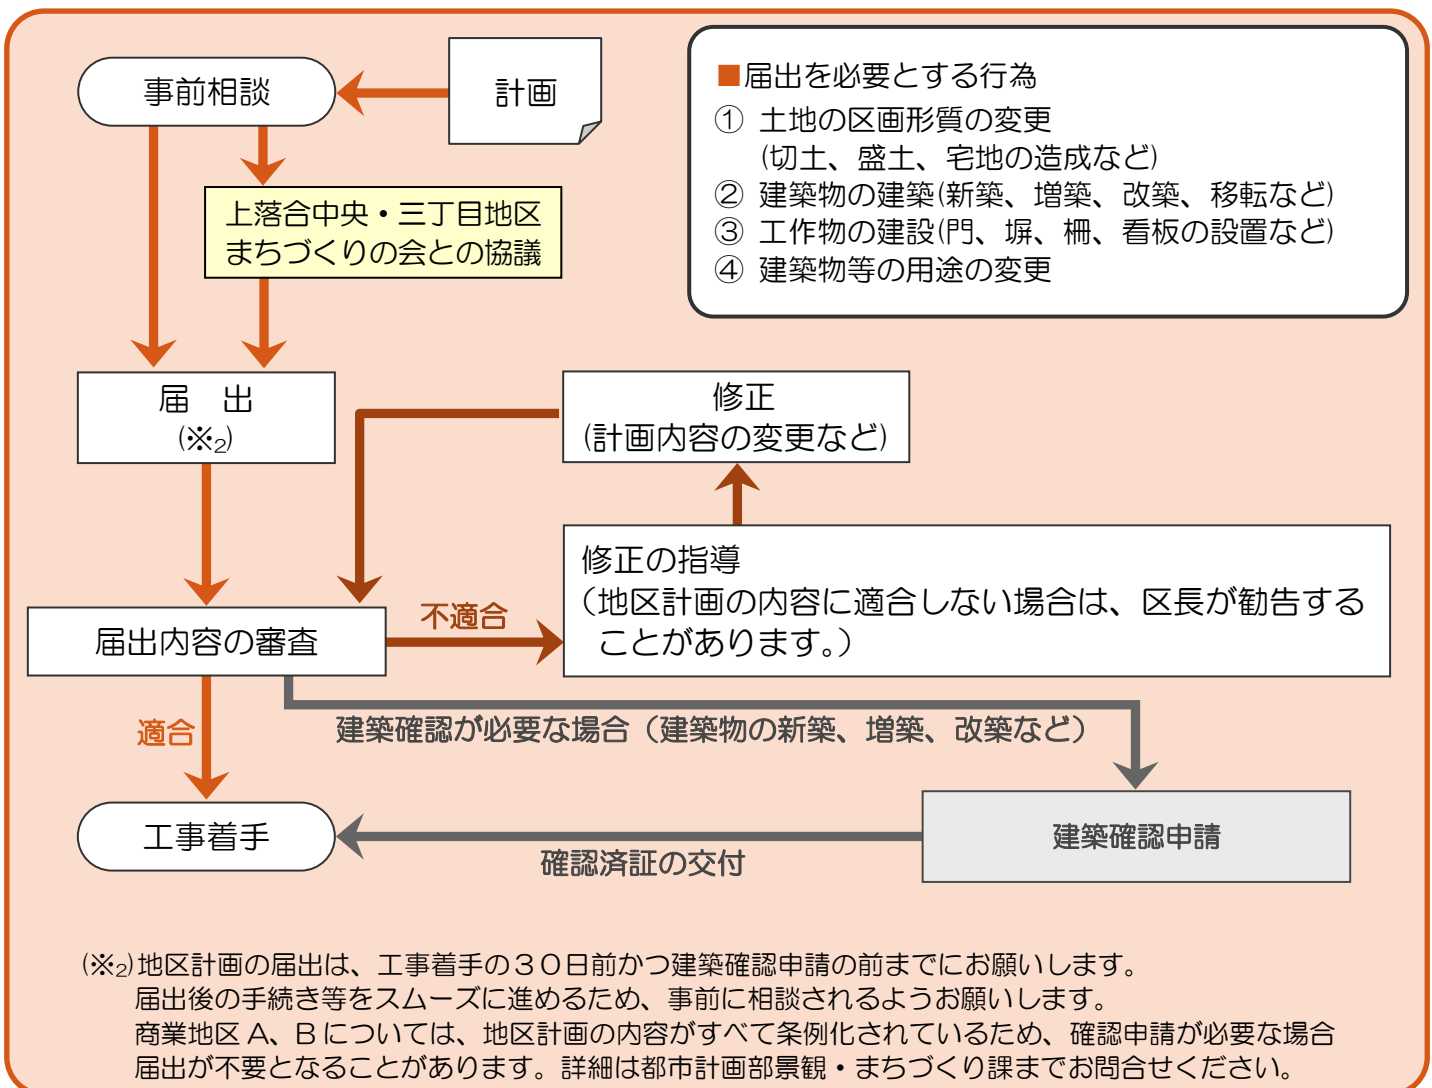 事前相談
計画
■届出を必要とする行為
① 土地の区画形質の変更
(切土、盛土、宅地の造成など)
② 建築物の建築(新築、増築、改築、移転など)
③ 工作物の建設(門、塀、柵、看板の設置など)
④ 建築物等の用途の変更
上落合中央・三丁目地区
まちづくりの会との協議
届　出
(※2)
修正
(計画内容の変更など)
修正の指導
（地区計画の内容に適合しない場合は、区長が勧告する
ことがあります。）
不適合
届出内容の審査
適合
建築確認が必要な場合（建築物の新築、増築、改築など）
工事着手
建築確認申請
確認済証の交付
(※2)地区計画の届出は、工事着手の３０日前かつ建築確認申請の前までにお願いします。
届出後の手続き等をスムーズに進めるため、事前に相談されるようお願いします。
商業地区 A、B については、地区計画の内容がすべて条例化されているため、確認申請が必要な場合
届出が不要となることがあります。詳細は都市計画部景観・まちづくり課までお問合せください。